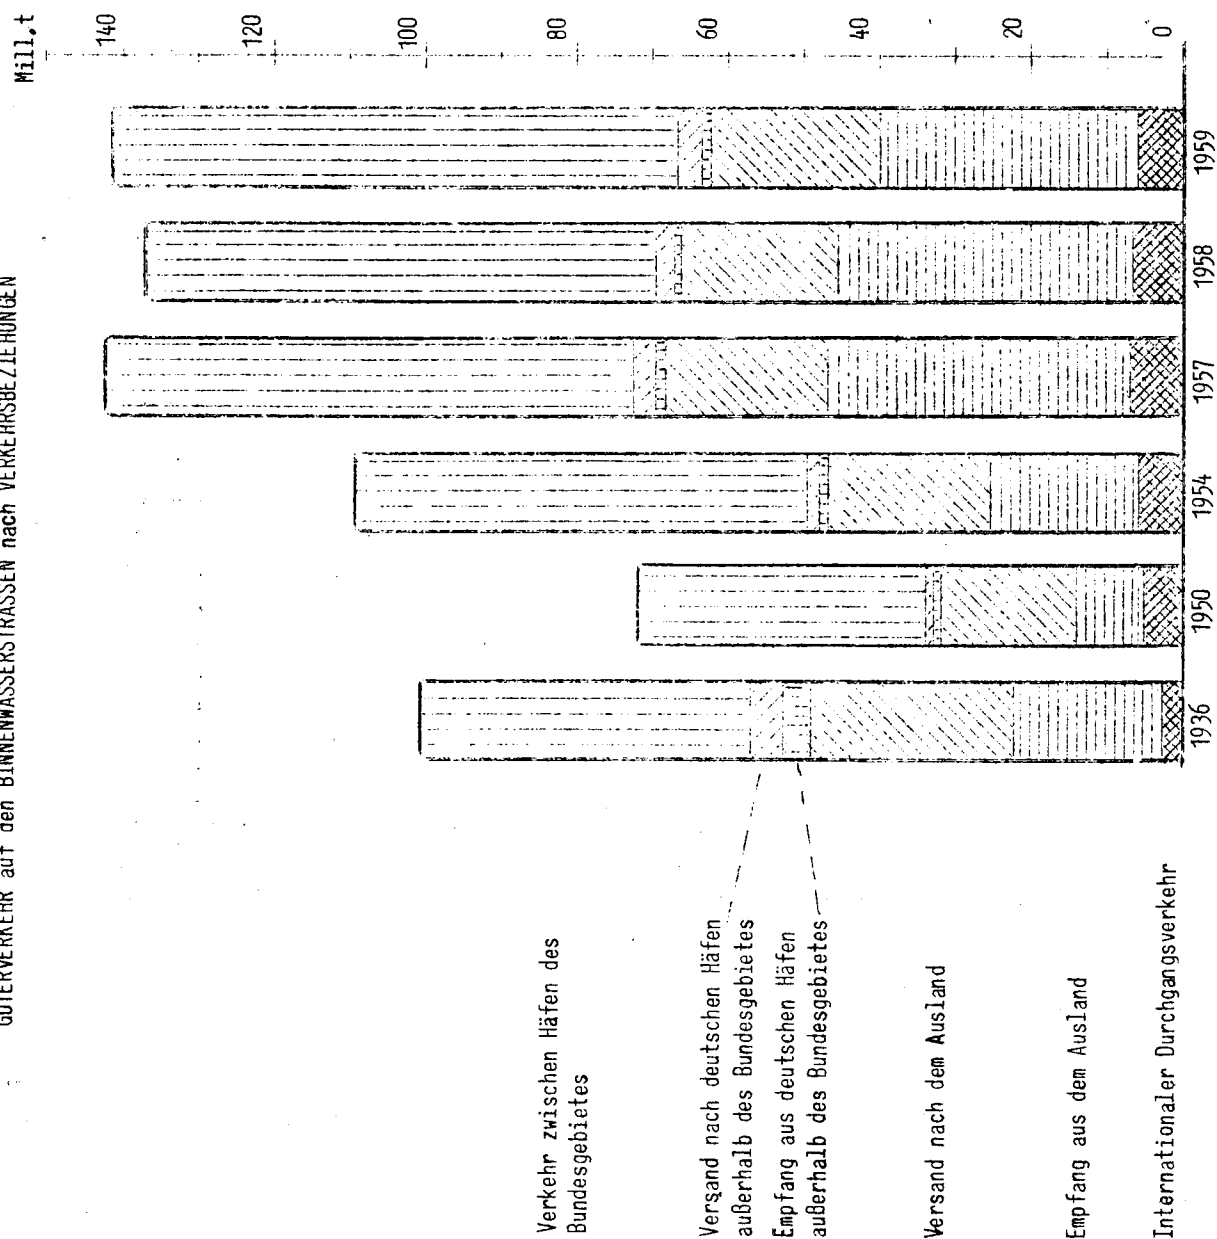 GÜTERVERKEHR auf den BINNENWASSERSTRASSEN nach VERKEHRSBEZIEHUNGEN
Mill.t
140
120
100
80
60
40
20
0
Verkehr zwischen Häfen des
Bundesgebietes
Versand nach deutschen Häfen
außerhalb des Bundesgebietes
Empfang aus deutschen Häfen
außerhalb des Bundesgebietes
Versand nach dem Ausland
Empfang aus dem Ausland
Internationaler Durchgangsverkehr
1936
1950
1954
1957
1958
1959